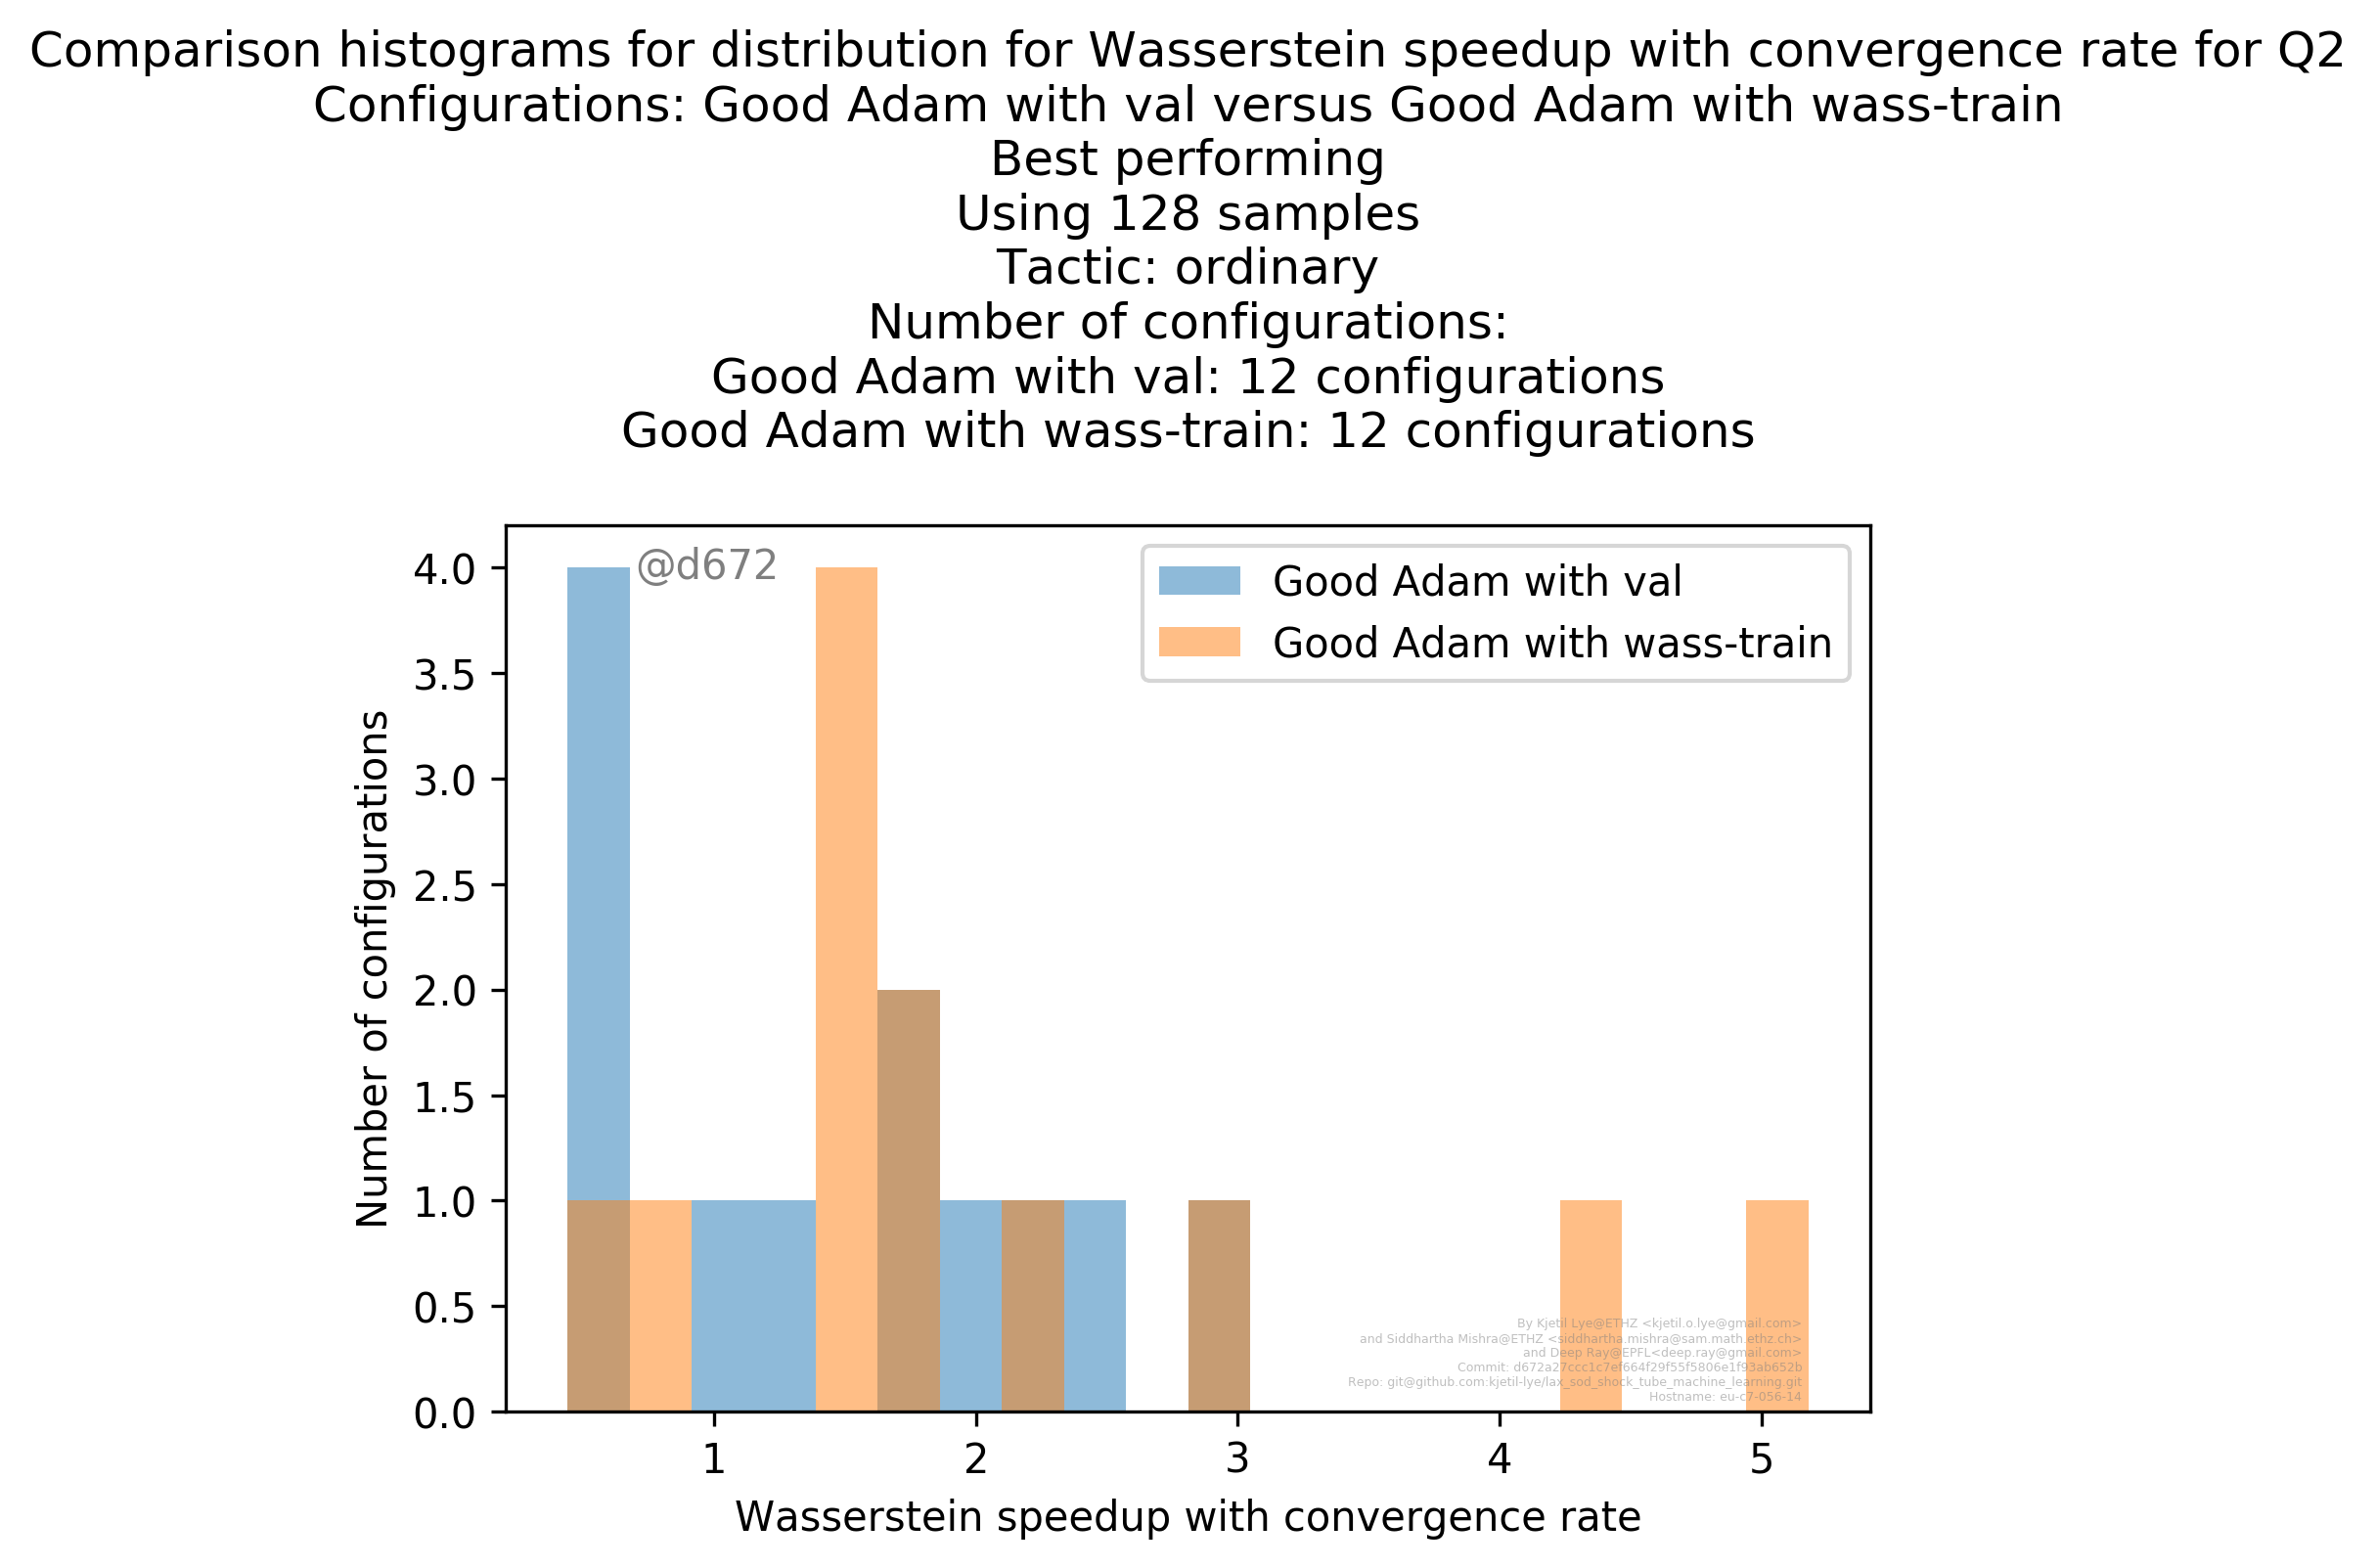 Comparison histograms for distribution for Wasserstein speedup with convergence rate for Q2
Configurations: Good Adam with val versus Good Adam with wass-train
Best performing
Using 128 samples
Tactic: ordinary
Number of configurations:
Good Adam with val: 12 configurations
Good Adam with wass-train: 12 configurations
@d672
Good Adam with val
Good Adam with wass-train
Number of configurations
4.0
3.5
3.0
2.5
2.0
1.5
1.0
0.5
0.0
By Kjetil Lye@ETHZ <kjetil.o.lye@gmail.com>
and Siddhartha Mishra@ETHZ <siddhartha.mishra@sam.math.ethz.ch>
and Deep Ray@EPFL<deep.ray@gmail.com>
Commit: d672a27ccc1c7ef664f29f55f5806e1f93ab652b
Repo: git@github.com:kjetil-lye/lax_sod_shock_tube_machine_learning.git
Hostname: eu-c7-056-14
1 2 3 4 5
Wasserstein speedup with convergence rate